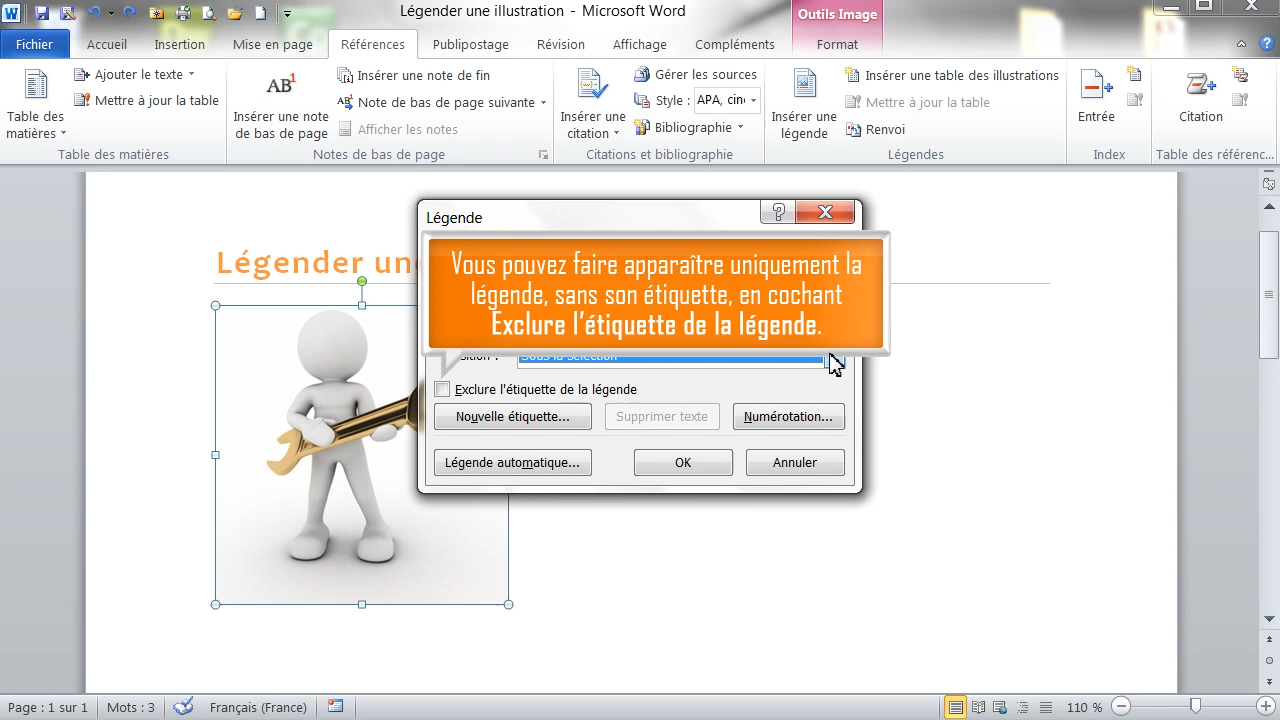 Légender une illustration - Microsoft Word
Outils Image
Fichier
Accueil
Insertion
Mise en page
Références
Publipostage
Révision
Affichage
Compléments
Format
Table des matières
Ajouter le texte
Mettre à jour la table
Table des matières
AB¹
Insérer une note de bas de page
Insérer une note de fin
Note de bas de page suivante
Afficher les notes
Notes de bas de page
Insérer une citation
Gérer les sources
Style : APA, cin
Bibliographie
Citations et bibliographie
Insérer une légende
Insérer une table des illustrations
Mettre à jour la table
Renvoi
Légendes
Entrée
Index
Citation
Table des référenc...
Légender un
Légende
Vous pouvez faire apparaître uniquement la
légende, sans son étiquette, en cochant
Exclure l'étiquette de la légende.
Sous la sélection
Exclure l'étiquette de la légende
Nouvelle étiquette...
Supprimer texte
Numérotation...
Légende automatique...
OK
Annuler
Page : 1 sur 1
Mots : 3
Français (France)
110 %